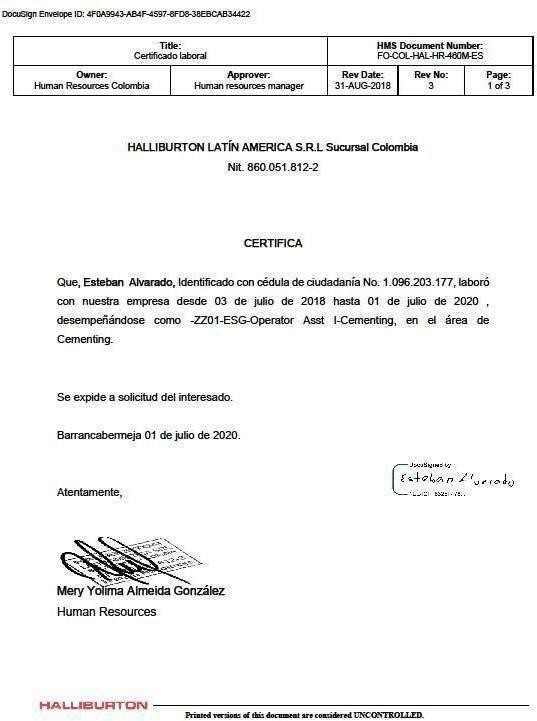 DocuSign Envelope ID: 4F0A9943-AB4F-4597-8FD8-38EBCAB34422
Title:
Certificado laboral
HMS Document Number:
FO-COL-HAL-HR-460M-ES
Owner:
Human Resources Colombia
Approver:
Human resources manager
Rev Date:
31-AUG-2018
Rev No:
3
Page:
1 of 3
HALLIBURTON LATÍN AMERICA S.R.L Sucursal Colombia
Nit. 860.051.812-2
CERTIFICA
Que, Esteban Alvarado, Identificado con cédula de ciudadanía No. 1.096.203.177, laboró
con nuestra empresa desde 03 de julio de 2018 hasta 01 de julio de 2020 ,
desempeñándose como -ZZ01-ESG-Operator Asst I-Cementing, en el área de
Cementing.
Se expide a solicitud del interesado.
Barrancabermeja 01 de julio de 2020.
DocuSigned by
Esteban Alvarado
Atentamente,
Mery Yolima Almeida González
Human Resources
HALLIBURTON
Printed versions of this document are considered UNCONTROLLED.